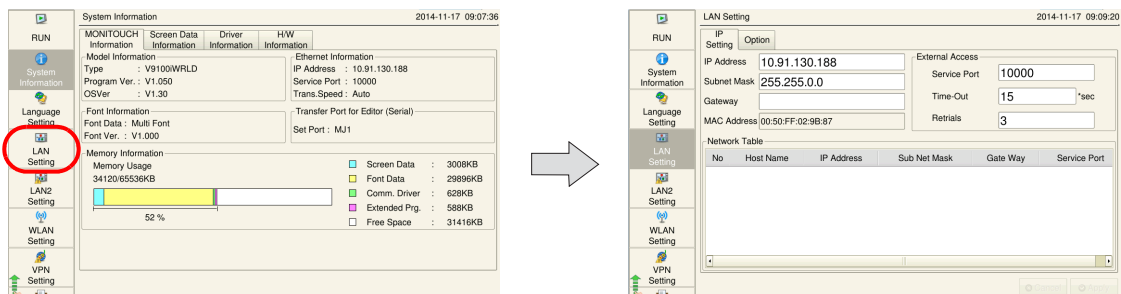 System Information 2014-11-17 09:07:36
RUN
System Information
Language Setting
LAN Setting
LAN2 Setting
WLAN Setting
VPN Setting
MONITOUCH Information
Screen Data Information
Driver Information
H/W Information
Model Information
Type : V9100iWRLD
Program Ver. : V1.050
OSVer : V1.30
Ethernet Information
IP Address : 10.91.130.188
Service Port : 10000
Trans.Speed : Auto
Font Information
Font Data : Multi Font
Font Ver. : V1.000
Transfer Port for Editor (Serial)
Set Port : MJ1
Memory Information
Memory Usage
34120/65536KB
52 %
Screen Data : 3008KB
Font Data : 29896KB
Comm. Driver : 628KB
Extended Prg. : 588KB
Free Space : 31416KB
LAN Setting 2014-11-17 09:09:20
RUN
System Information
Language Setting
LAN Setting
LAN2 Setting
WLAN Setting
VPN Setting
IP Setting
Option
IP Address 10.91.130.188
Subnet Mask 255.255.0.0
Gateway
MAC Address 00:50:FF:02:9B:87
External Access
Service Port 10000
Time-Out 15 *sec
Retrials 3
Network Table
No Host Name IP Address Sub Net Mask Gate Way Service Port
Cancel Apply